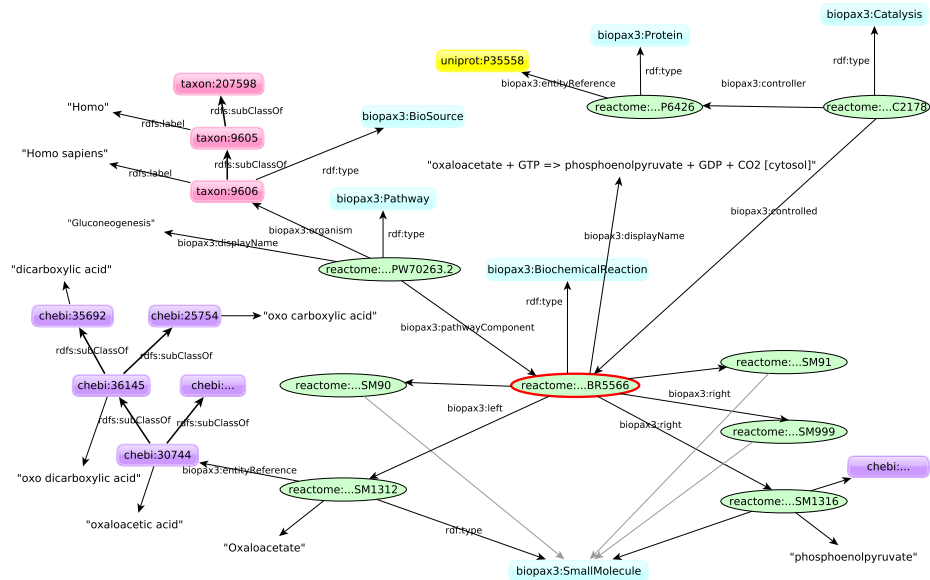 biopax3:Catalysis
biopax3:Protein
uniprot:P35558
rdf:type
rdf:type
biopax3:entityReference
biopax3:controller
taxon:207598
"Homo"
rdfs:subClassOf
reactome:...P6426
reactome:...C2178
rdfs:label
biopax3:BioSource
taxon:9605
"Homo sapiens"
rdfs:subClassOf
rdf:type
"oxaloacetate + GTP => phosphoenolpyruvate + GDP + CO2 [cytosol]"
rdfs:label
taxon:9606
biopax3:Pathway
biopax3:controlled
"Gluconeogenesis"
biopax3:organism
rdf:type
biopax3:displayName
biopax3:displayName
"dicarboxylic acid"
reactome:...PW70263.2
biopax3:BiochemicalReaction
rdf:type
chebi:35692
chebi:25754
"oxo carboxylic acid"
biopax3:pathwayComponent
rdfs:subClassOf
rdfs:subClassOf
reactome:...SM91
chebi:36145
chebi:...
reactome:...SM90
reactome:...BR5566
biopax3:right
biopax3:left
rdfs:subClassOf
rdfs:subClassOf
biopax3:right
reactome:...SM999
chebi:30744
biopax3:entityReference
chebi:...
"oxo dicarboxylic acid"
reactome:...SM1312
reactome:...SM1316
"oxaloacetic acid"
rdf:type
"Oxaloacetate"
"phosphoenolpyruvate"
biopax3:SmallMolecule